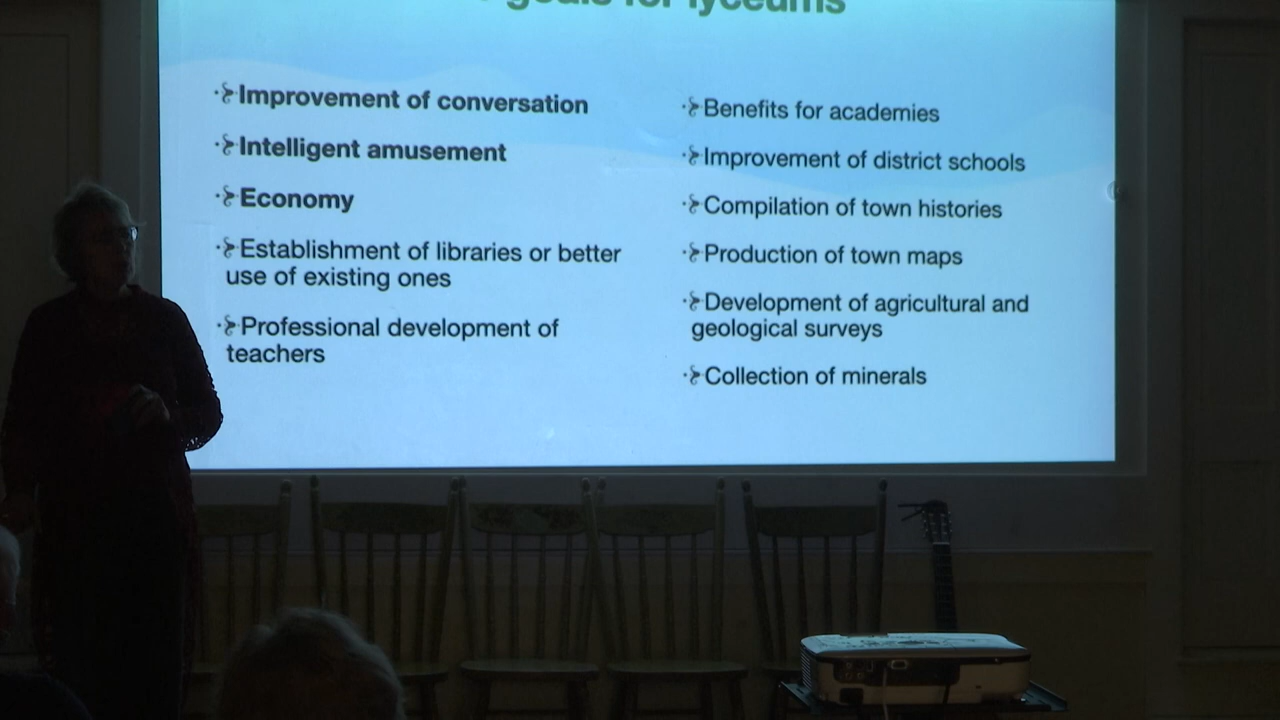 goals for lyceums
Improvement of conversation
Intelligent amusement
Economy
Establishment of libraries or better
use of existing ones
Professional development of
teachers
Benefits for academies
Improvement of district schools
Compilation of town histories
Production of town maps
Development of agricultural and
geological surveys
Collection of minerals